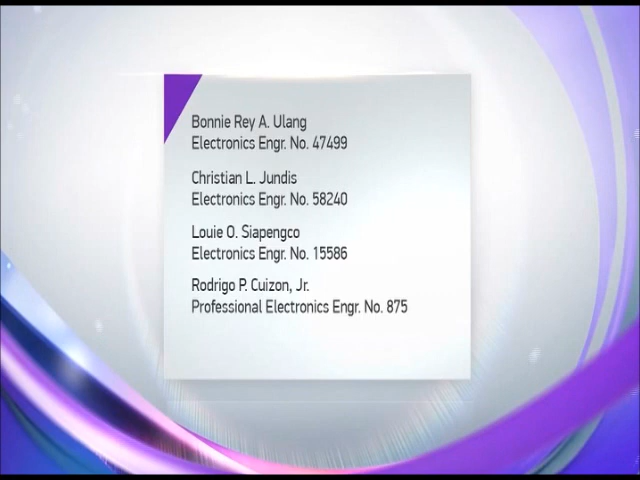 Bonnie Rey A. Ulang
Electronics Engr. No. 47499
Christian L. Jundis
Electronics Engr. No. 58240
Louie O. Siapengco
Electronics Engr. No. 15586
Rodrigo P. Cuizon, Jr.
Professional Electronics Engr. No. 875